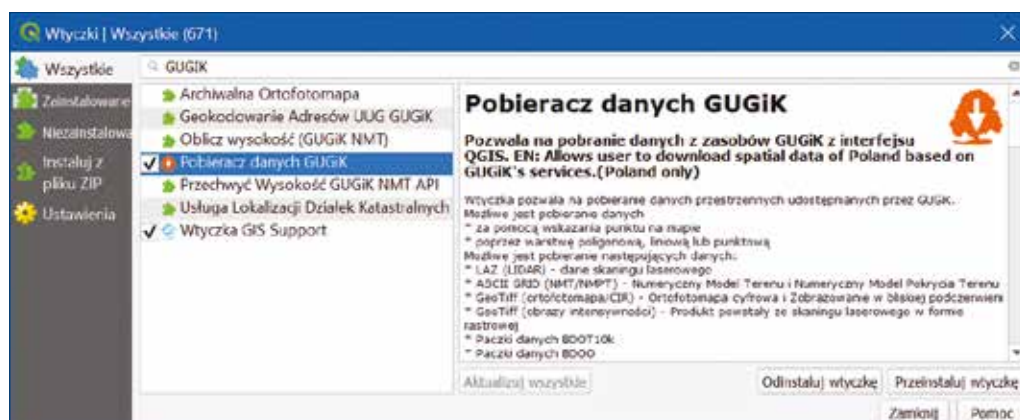 Wtyczki | Wszystkie (671)
Wszystkie
GUGIK
Zainstalowane
Niezainstalowa
Instaluj z
pliku ZIP
Ustawienia
Archiwalna Ortofotomapa
Geokodowanie Adresów UUG GUGiK
Oblicz wysokość (GUGiK NMT)
Pobieracz danych GUGiK
Przechwyć Wysokość GUGiK NMT API
Usługa Lokalizacji Działek Katastralnych
Wtyczka GIS Support
Pobieracz danych GUGiK
Pozwala na pobranie danych z zasobów GUGiK z interfejsu
QGIS. EN: Allows user to download spatial data of Poland based on
GUGiK's services.(Poland only)
Wtyczka pozwala na pobieranie danych przestrzennych udostępnianych przez GUGiK.
Możliwe jest pobieranie danych
* za pomocą wskazania punktu na mapie
* poprzez warstwę poligonową, liniową lub punktową
Możliwe jest pobieranie następujących danych:
* LAZ (LIDAR) - dane skaningu laserowego
* ASCII GRID (NMT/NMPT) - Numeryczny Model Terenu i Numeryczny Model Pokrycia Terenu
* GeoTiff (ortofotomapa/CIR) - Ortofotomapa cyfrowa i Zobrazowanie w bliskiej podczerwieni
* GeoTiff (obrazy intensywności) - Produkt powstały ze skaningu laserowego w formie
rastrowej
* Paczki danych BDOT10k
* Paczki danych BDOO
Aktualizuj wszystkie
Odinstaluj wtyczkę
Przeinstaluj wtyczkę
Zamknij
Pomoc